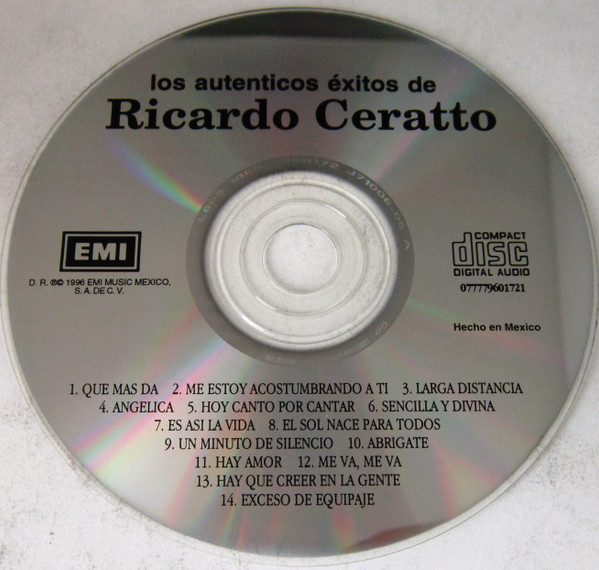 los autenticos éxitos de
Ricardo Ceratto
EMI
D. R. ℗© 1996 EMI MUSIC MEXICO,
S. A. DE C. V.
COMPACT
disc
DIGITAL AUDIO
077779601721
Hecho en Mexico
1. QUE MAS DA 2. ME ESTOY ACOSTUMBRANDO A TI 3. LARGA DISTANCIA
4. ANGELICA 5. HOY CANTO POR CANTAR 6. SENCILLA Y DIVINA
7. ES ASI LA VIDA 8. EL SOL NACE PARA TODOS
9. UN MINUTO DE SILENCIO 10. ABRIGATE
11. HAY AMOR 12. ME VA, ME VA
13. HAY QUE CREER EN LA GENTE
14. EXCESO DE EQUIPAJE